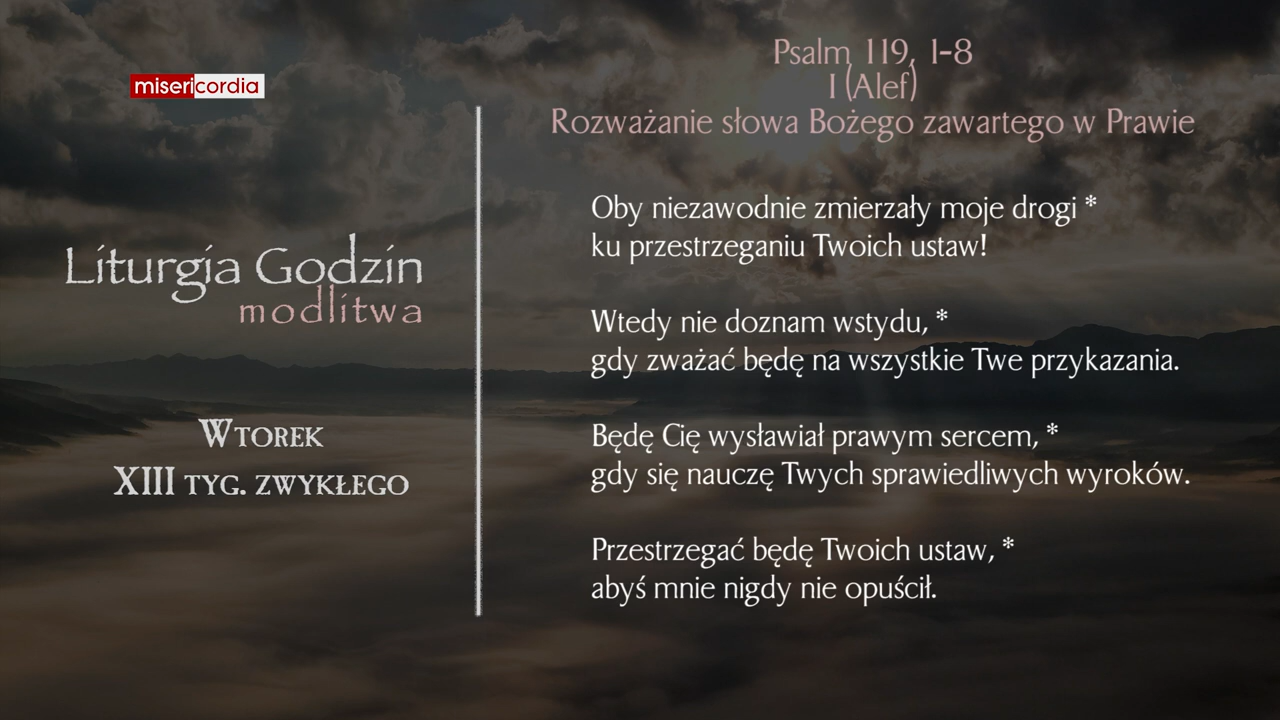 misericordia
Liturgia Godzin
modlitwa
Wtorek
XIII tyg. zwykłego
Psalm 119, 1-8
I (Alef)
Rozważanie słowa Bożego zawartego w Prawie
Oby niezawodnie zmierzały moje drogi *
ku przestrzeganiu Twoich ustaw!
Wtedy nie doznam wstydu, *
gdy zważać będę na wszystkie Twe przykazania.
Będę Cię wysławiał prawym sercem, *
gdy się nauczę Twych sprawiedliwych wyroków.
Przestrzegać będę Twoich ustaw, *
abyś mnie nigdy nie opuścił.